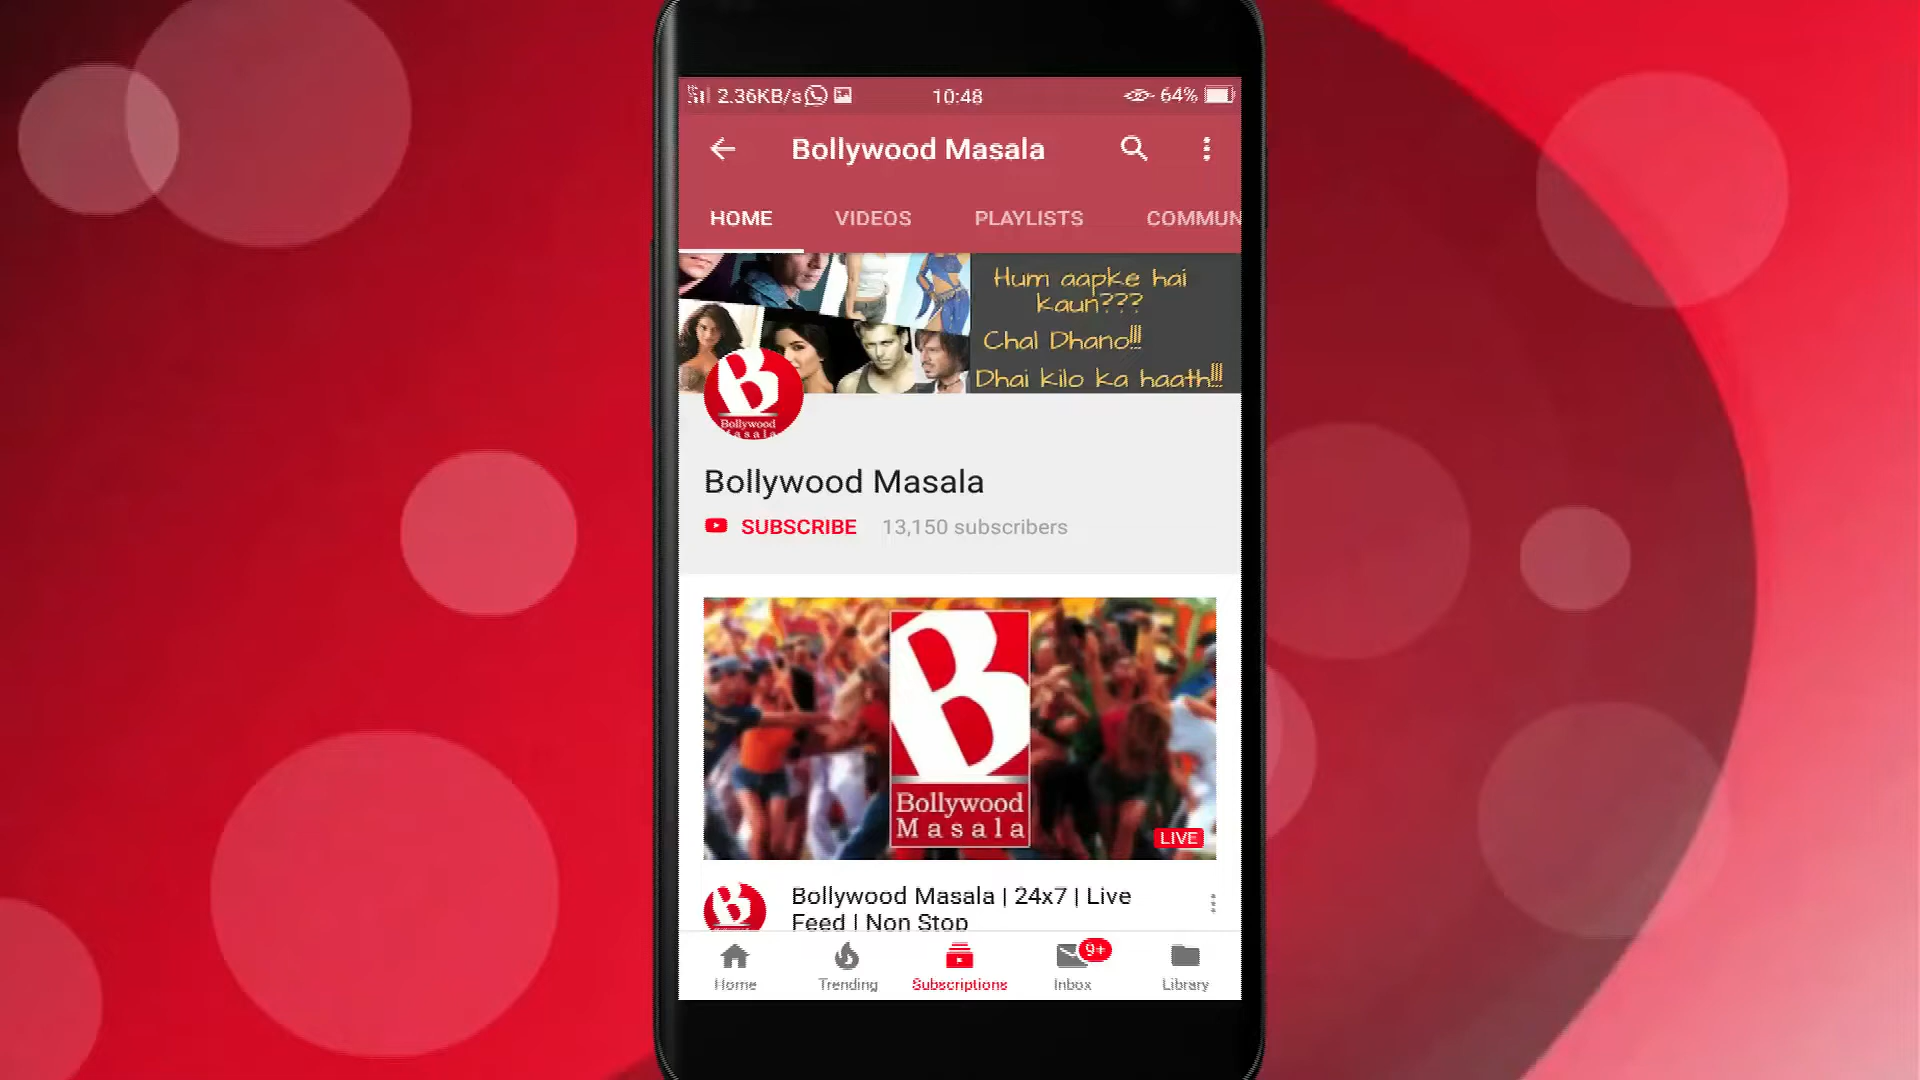 2.36KB/s 10:48 64%
Bollywood Masala
HOME VIDEOS PLAYLISTS COMMUN
Hum aapke hai
kaun???
Chal Dhano!!!
Dhai kilo ka haath!!!
B
Bollywood
Masala
Bollywood Masala
SUBSCRIBE 13,150 subscribers
B
Bollywood
Masala
LIVE
B
Bollywood Masala | 24x7 | Live
Feed | Non Stop
9+
Home Trending Subscriptions Inbox Library